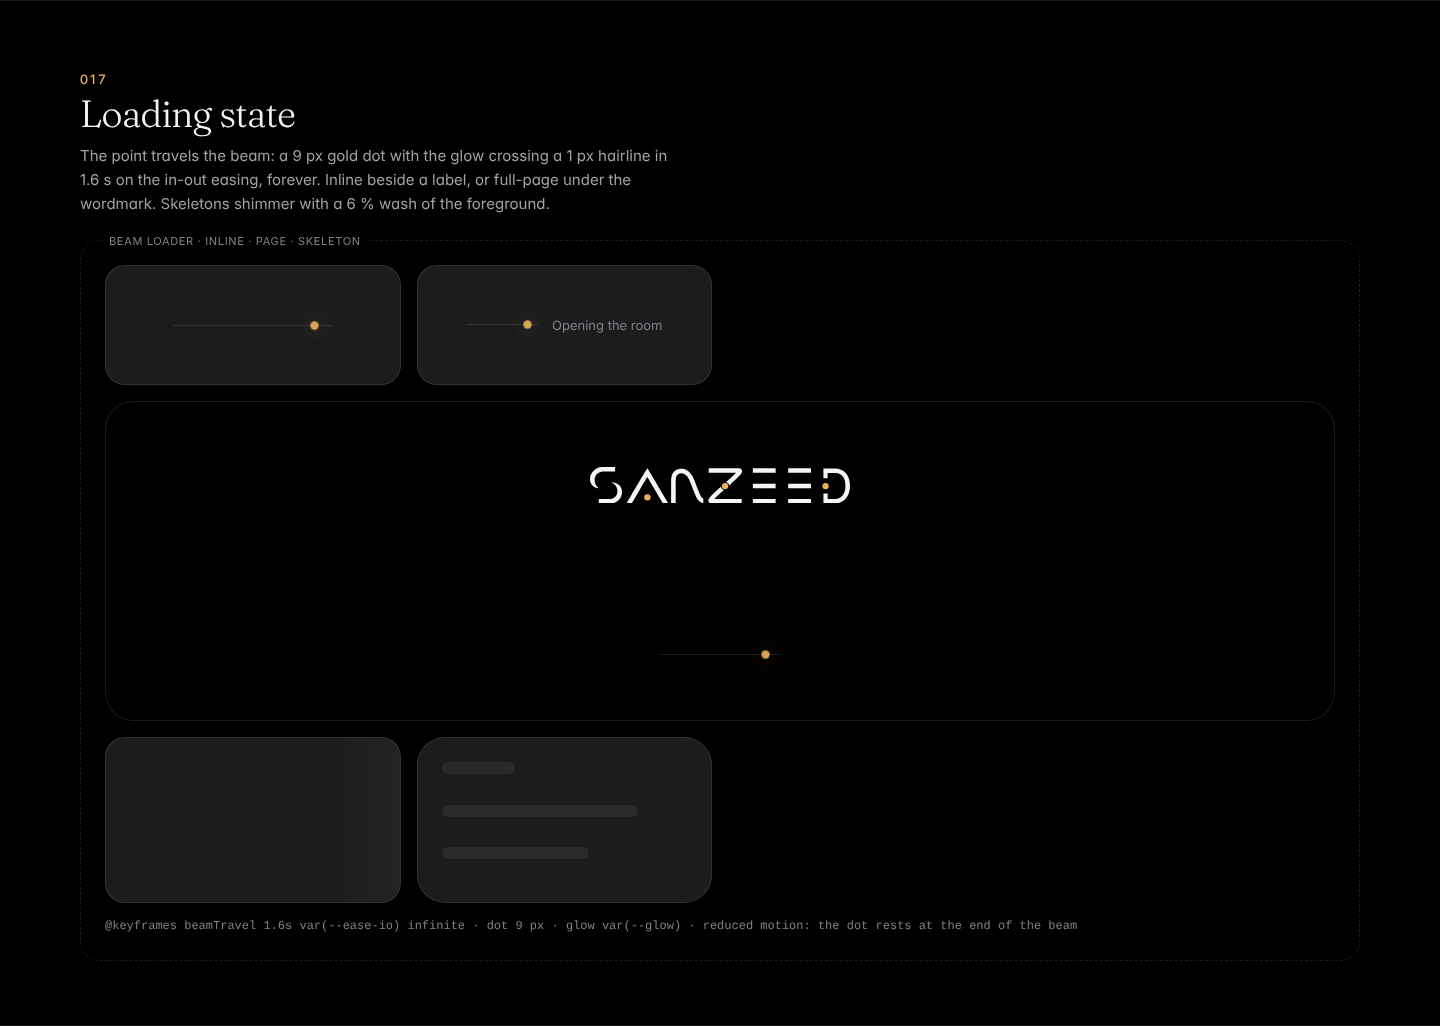 017
Loading state
The point travels the beam: a 9 px gold dot with the glow crossing a 1 px hairline in
1.6 s on the in-out easing, forever. Inline beside a label, or full-page under the
wordmark. Skeletons shimmer with a 6 % wash of the foreground.
BEAM LOADER · INLINE · PAGE · SKELETON
Opening the room
SANZEED
@keyframes beamTravel 1.6s var(--ease-io) infinite · dot 9 px · glow var(--glow) · reduced motion: the dot rests at the end of the beam